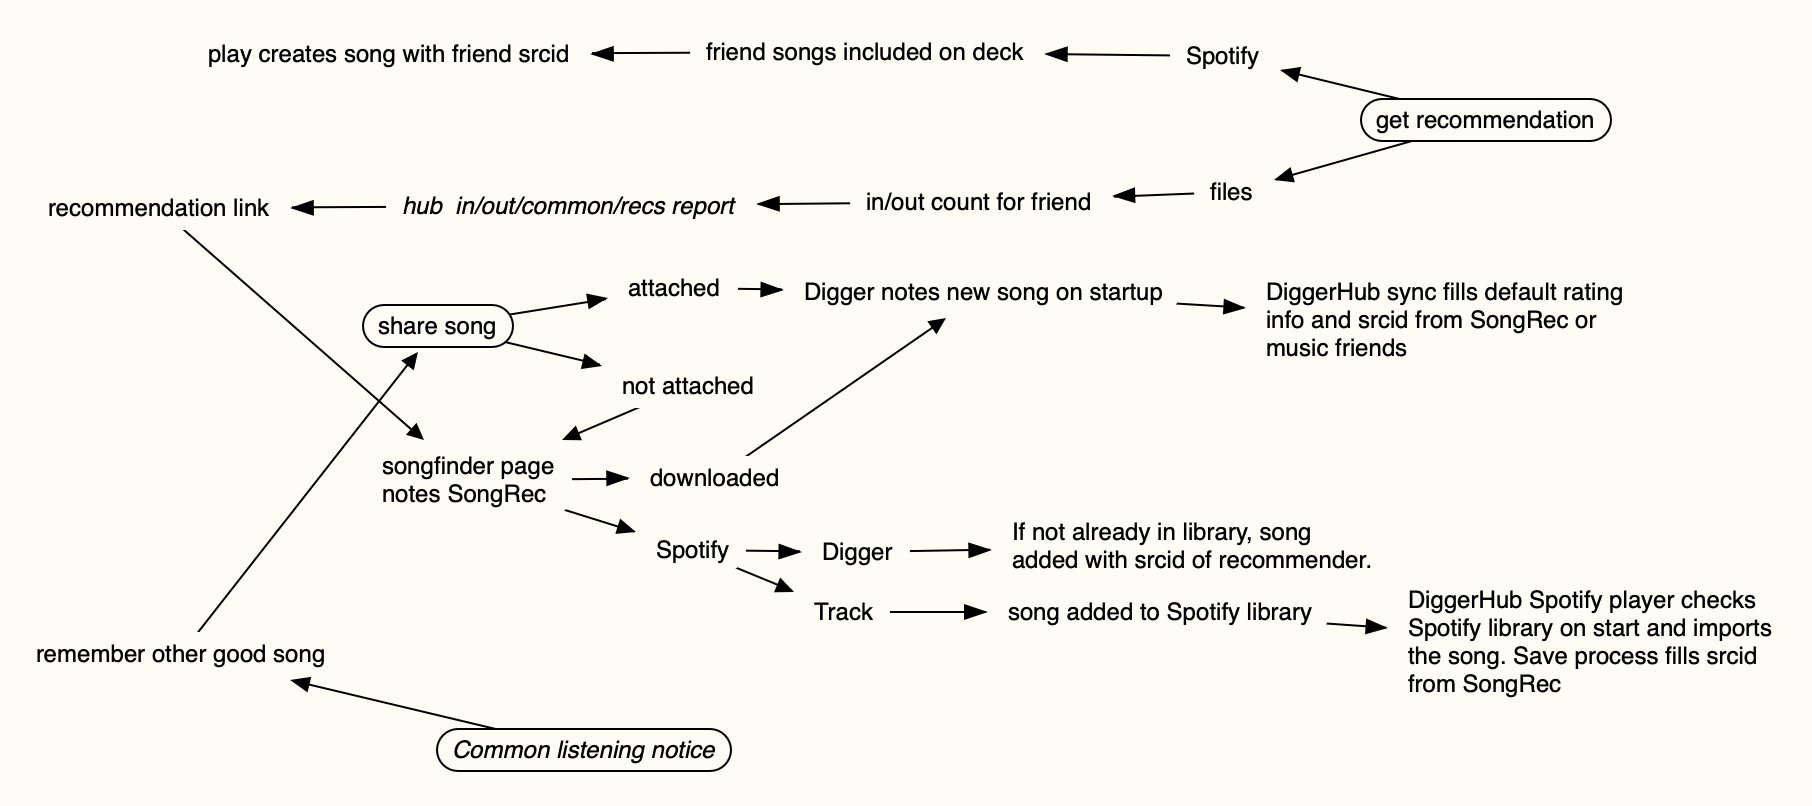 play creates song with friend srcid
friend songs included on deck
Spotify
get recommendation
recommendation link
hub in/out/common/recs report
in/out count for friend
files
share song
attached
Digger notes new song on startup
DiggerHub sync fills default rating
info and srcid from SongRec or
music friends
not attached
songfinder page
notes SongRec
downloaded
Spotify
Digger
If not already in library, song
added with srcid of recommender.
Track
song added to Spotify library
DiggerHub Spotify player checks
Spotify library on start and imports
the song. Save process fills srcid
from SongRec
remember other good song
Common listening notice